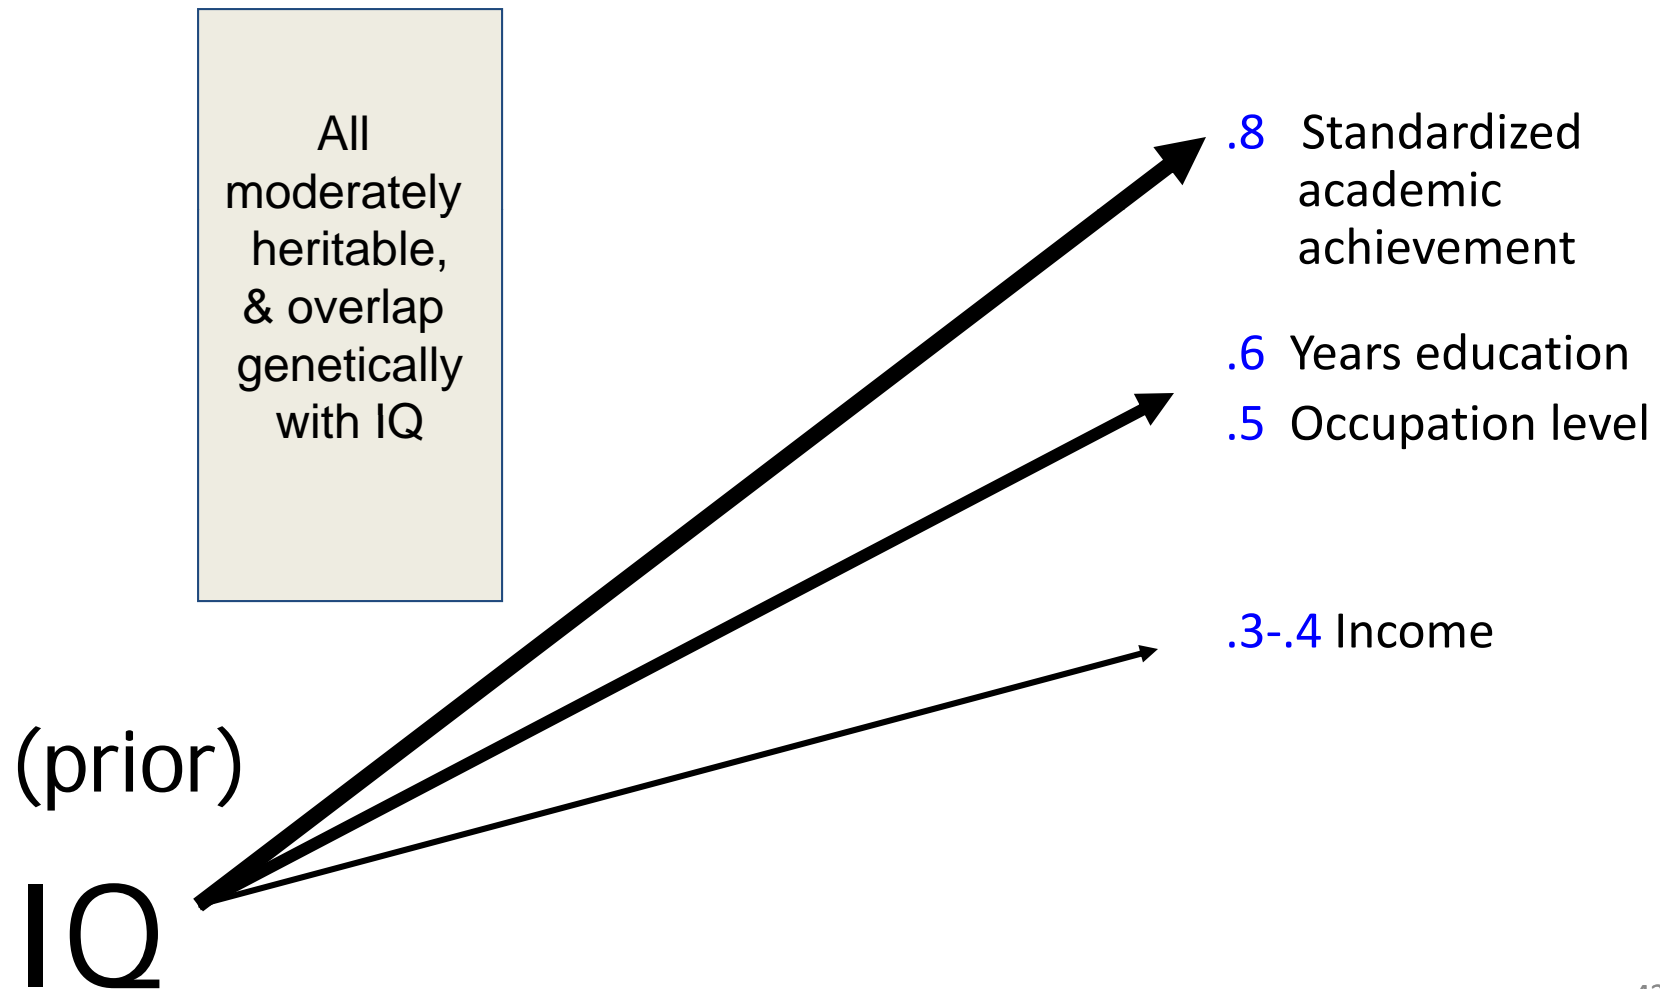 All
moderately
heritable,
& overlap
genetically
with IQ
.8 Standardized
academic
achievement
.6 Years education
.5 Occupation level
.3-.4 Income
(prior)
IQ